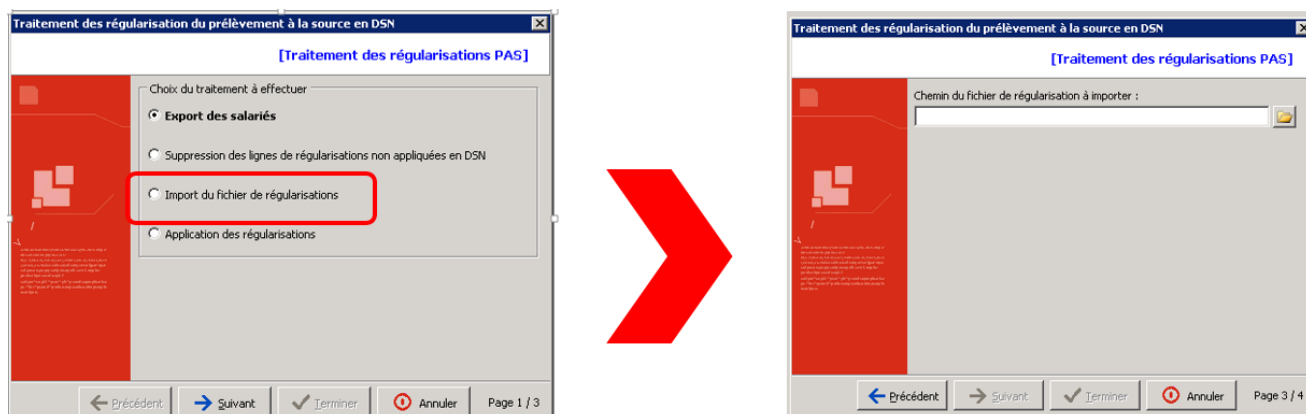 Traitement des régularisation du prélèvement à la source en DSN
[Traitement des régularisations PAS]
Choix du traitement à effectuer
Export des salariés
Suppression des lignes de régularisations non appliquées en DSN
Import du fichier de régularisations
Application des régularisations
Précédent
Suivant
Terminer
Annuler
Page 1 / 3
Traitement des régularisation du prélèvement à la source en DSN
[Traitement des régularisations PAS]
Chemin du fichier de régularisation à importer :
Précédent
Suivant
Terminer
Annuler
Page 3 / 4